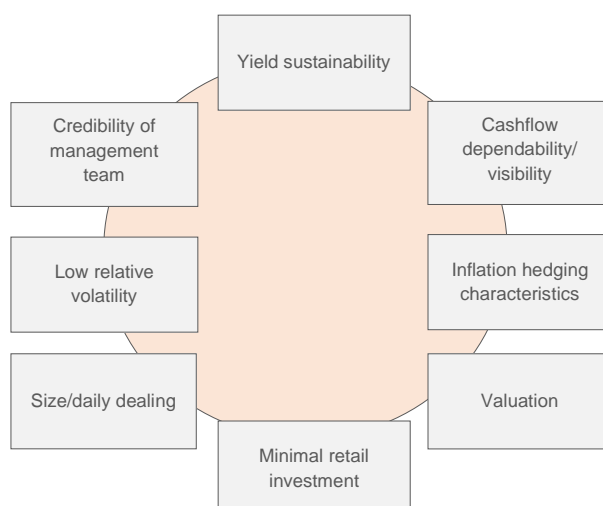 Yield sustainability
Credibility of
management
team
Cashflow
dependability/
visibility
Low relative
volatility
Inflation hedging
characteristics
Size/daily dealing
Valuation
Minimal retail
investment